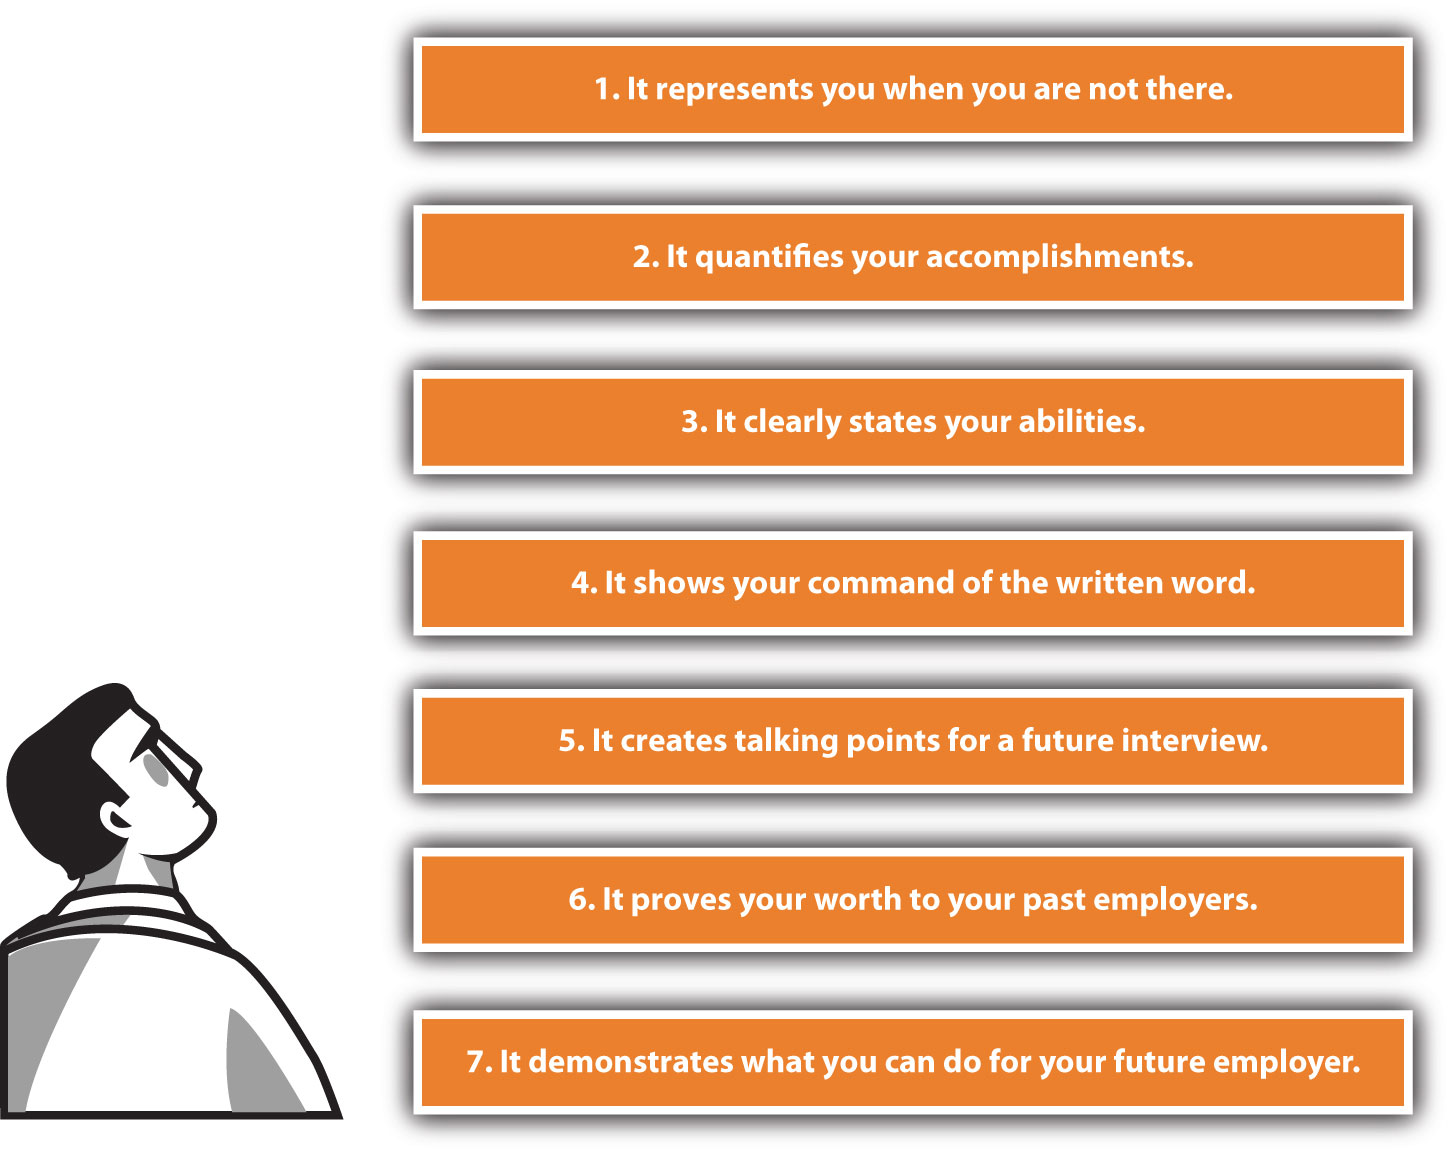 1. It represents you when you are not there.
2. It quantifies your accomplishments.
3. It clearly states your abilities.
4. It shows your command of the written word.
5. It creates talking points for a future interview.
6. It proves your worth to your past employers.
7. It demonstrates what you can do for your future employer.